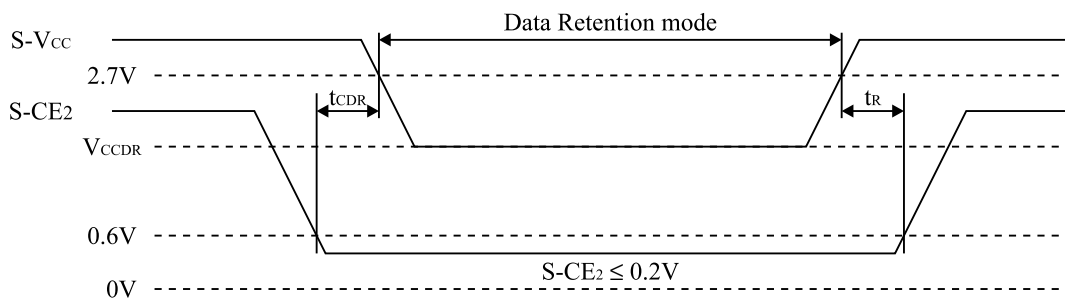 Data Retention mode
S-VCC
2.7V
tCDR
tR
S-CE2
VCCDR
0.6V
S-CE2 ≤ 0.2V
0V